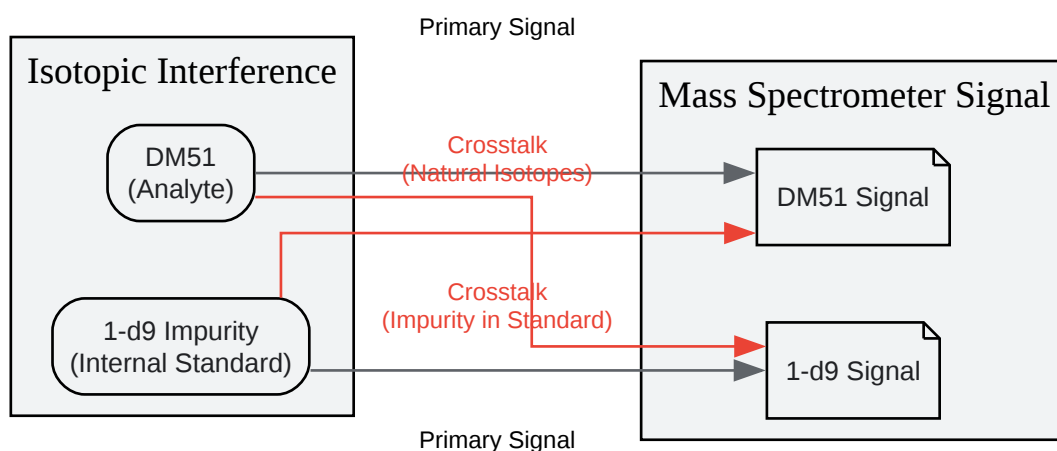 Primary Signal
Isotopic Interference
Mass Spectrometer Signal
DM51
(Analyte)
Crosstalk
(Natural Isotopes)
DM51 Signal
Crosstalk
(Impurity in Standard)
1-d9 Impurity
(Internal Standard)
1-d9 Signal
Primary Signal